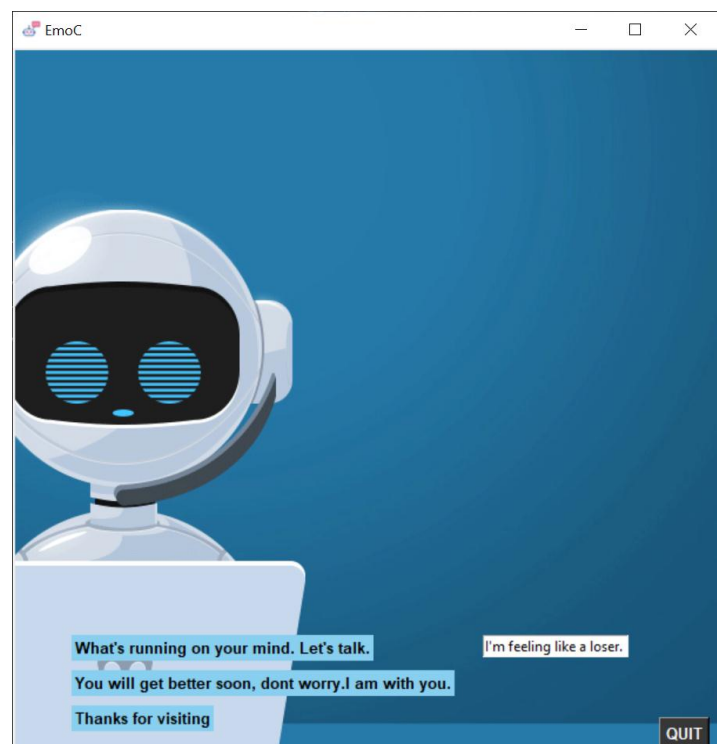 EmoC
What's running on your mind. Let's talk.
I'm feeling like a loser.
You will get better soon, dont worry.I am with you.
Thanks for visiting
QUIT